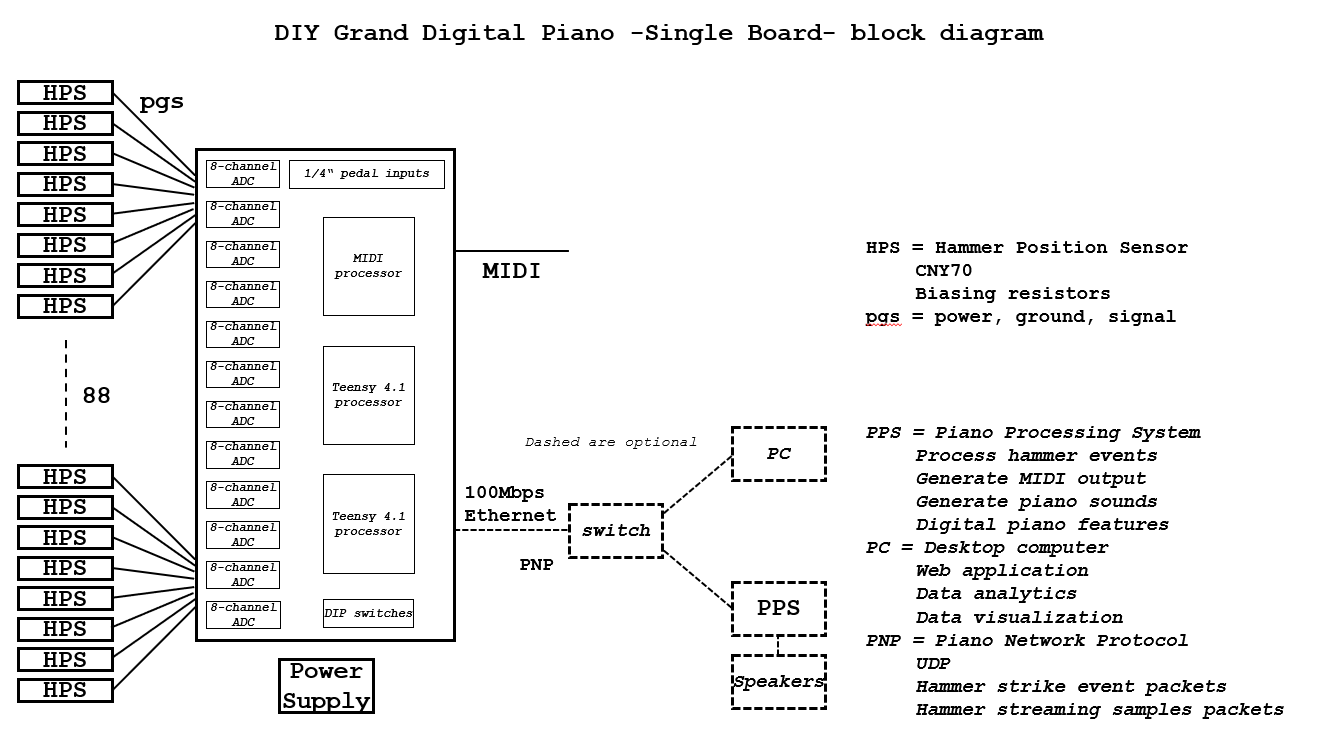 DIY Grand Digital Piano -Single Board- block diagram
HPS
HPS
HPS
HPS
HPS
HPS
HPS
HPS
pgs
88
HPS
HPS
HPS
HPS
HPS
HPS
HPS
HPS
8-channel
ADC
8-channel
ADC
8-channel
ADC
8-channel
ADC
8-channel
ADC
8-channel
ADC
8-channel
ADC
8-channel
ADC
8-channel
ADC
8-channel
ADC
8-channel
ADC
8-channel
ADC
1/4" pedal inputs
MIDI
processor
Teensy 4.1
processor
Teensy 4.1
processor
DIP switches
Power
Supply
MIDI
Dashed are optional
100Mbps
Ethernet
PNP
switch
PC
PPS
Speakers
HPS = Hammer Position Sensor
CNY70
Biasing resistors
pgs = power, ground, signal
PPS = Piano Processing System
Process hammer events
Generate MIDI output
Generate piano sounds
Digital piano features
PC = Desktop computer
Web application
Data analytics
Data visualization
PNP = Piano Network Protocol
UDP
Hammer strike event packets
Hammer streaming samples packets